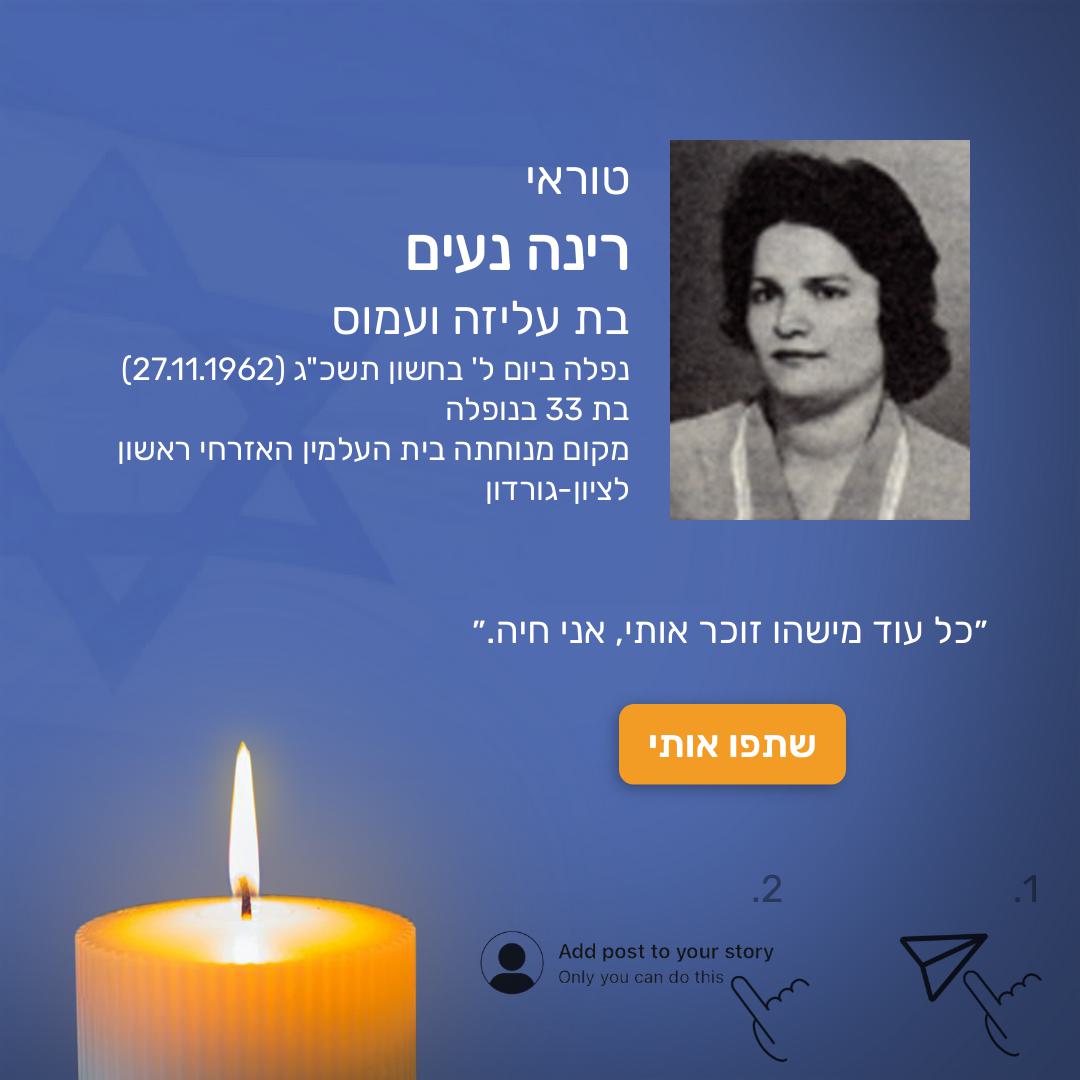 טוראי
רינה נעים
בת עליזה ועמוס
נפלה ביום ל' בחשון תשכ"ג (27.11.1962)
בת 33 בנופלה
מקום מנוחתה בית העלמין האזרחי ראשון
לציון-גורדון
״כל עוד מישהו זוכר אותי, אני חיה.״
שתפו אותי
1.
2.
Add post to your story
Only you can do this